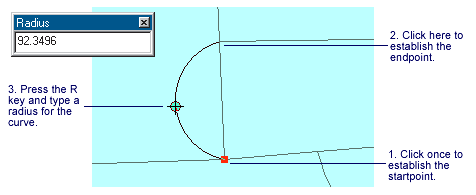 Radius
92.3496
2. Click here to
establish the
endpoint.
3. Press the R
key and type a
radius for the
curve.
1. Click once to
establish the
startpoint.